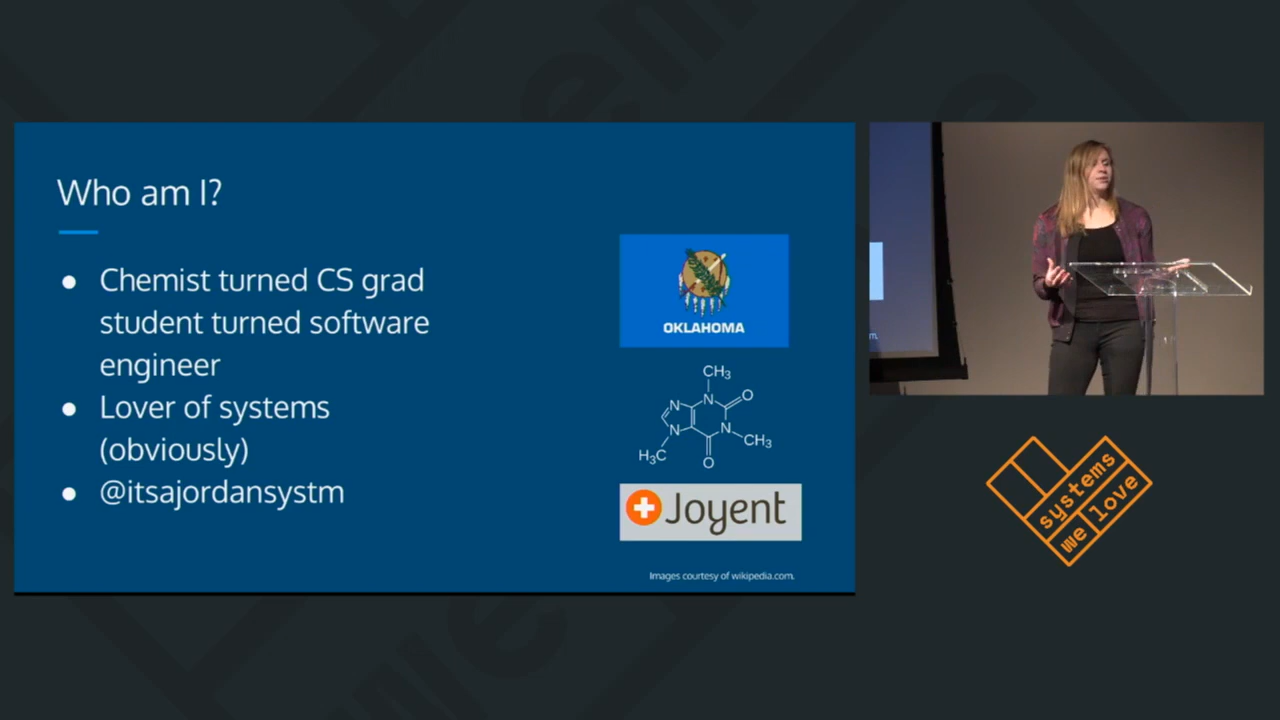 Who am I?
● Chemist turned CS grad
student turned software
engineer
● Lover of systems
(obviously)
● @itsajordansystm
OKLAHOMA
CH3
N
N
O
N
N
CH3
H3C
O
Joyent
Images courtesy of wikipedia.com.
systems
we love